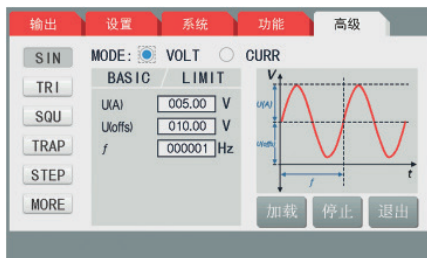 输出 设置 系统 功能 高级
SIN MODE: VOLT CURR
TRI BASIC / LIMIT
U(A) 005.00 V
SQU U(offs) 010.00 V
TRAP f 000001 Hz
STEP
MORE
V
U(A)
U(offs)
t
f
加载 停止 退出